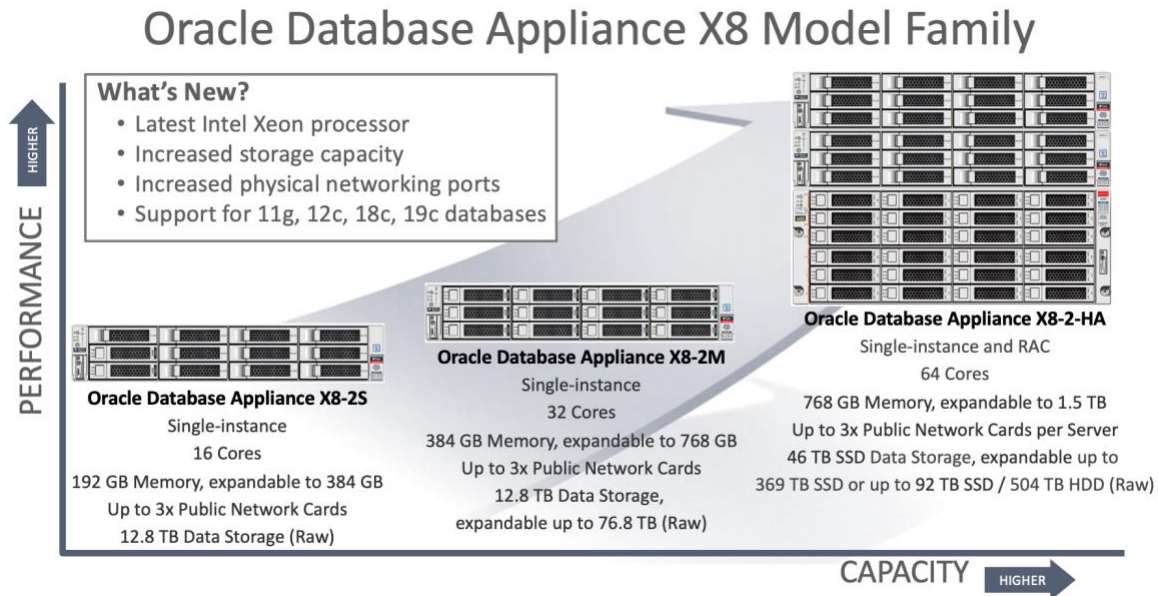 Oracle Database Appliance X8 Model Family
What's New?
• Latest Intel Xeon processor
• Increased storage capacity
• Increased physical networking ports
• Support for 11g, 12c, 18c, 19c databases
HIGHER
PERFORMANCE
Oracle Database Appliance X8-2S
Single-instance
16 Cores
192 GB Memory, expandable to 384 GB
Up to 3x Public Network Cards
12.8 TB Data Storage (Raw)
Oracle Database Appliance X8-2M
Single-instance
32 Cores
384 GB Memory, expandable to 768 GB
Up to 3x Public Network Cards
12.8 TB Data Storage,
expandable up to 76.8 TB (Raw)
Oracle Database Appliance X8-2-HA
Single-instance and RAC
64 Cores
768 GB Memory, expandable to 1.5 TB
Up to 3x Public Network Cards per Server
46 TB SSD Data Storage, expandable up to
369 TB SSD or up to 92 TB SSD / 504 TB HDD (Raw)
CAPACITY
HIGHER